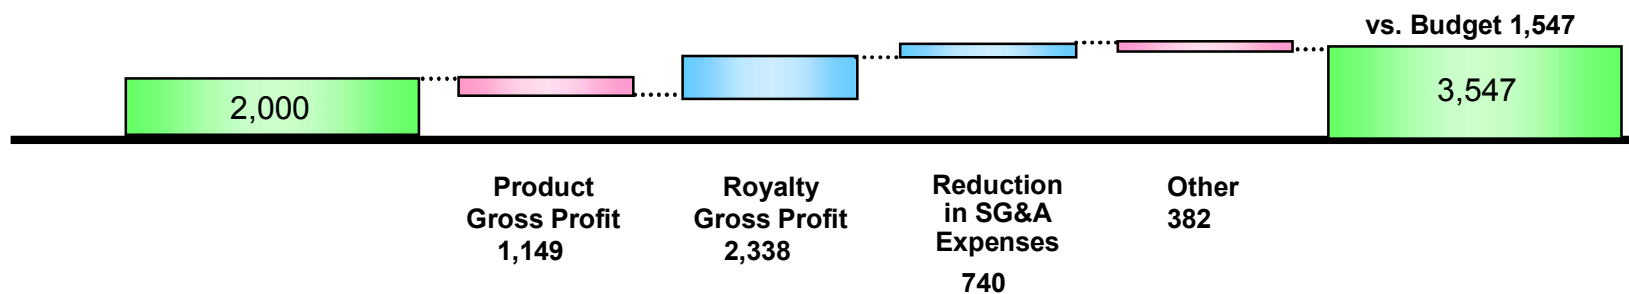 vs. Budget 1,547
2,000
3,547
Product
Gross Profit
1,149
Royalty
Gross Profit
2,338
Reduction
in SG&A
Expenses
740
Other
382